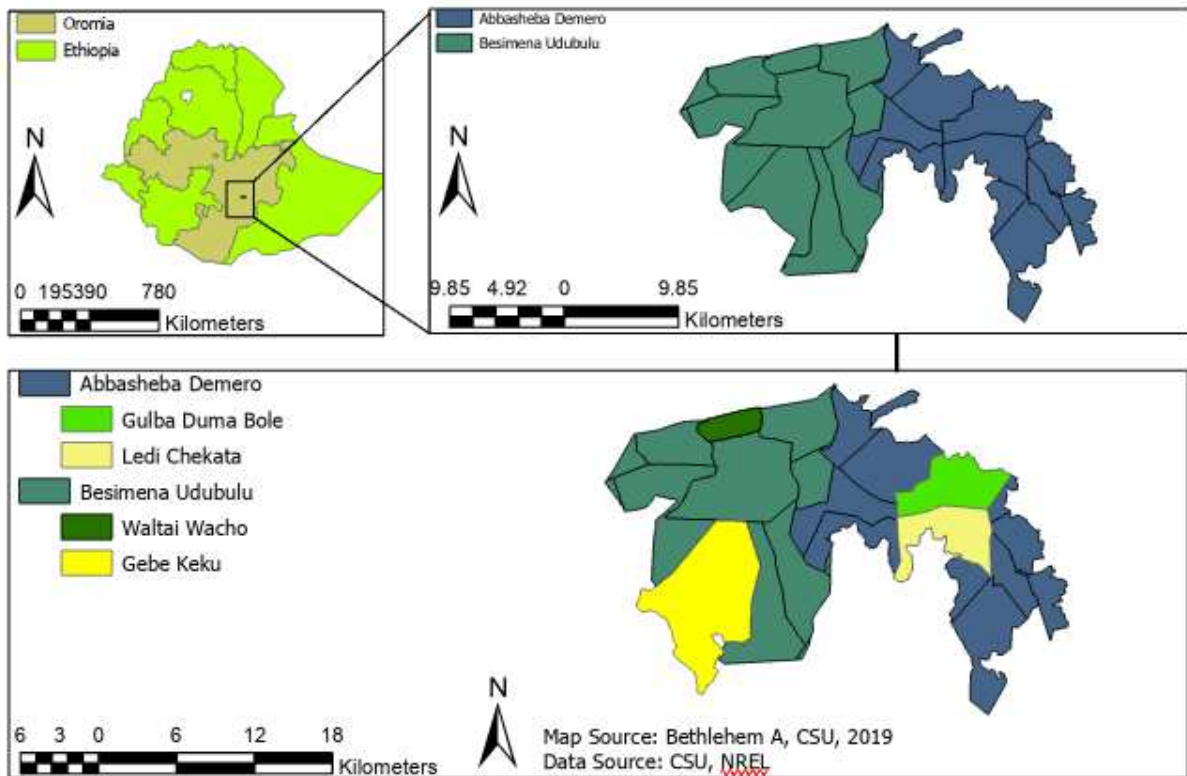 Oromia
Ethiopia
N
0 195390 780
Kilometers
Abbasheba Demero
Besimena Udubulu
N
9.85 4.92 0 9.85
Kilometers
Abbasheba Demero
Gulba Duma Bole
Ledi Chekata
Besimena Udubulu
Waltai Wacho
Gebe Keku
6 3 0 6 12 18
Kilometers
N
Map Source: Bethlehem A, CSU, 2019
Data Source: CSU, NREL